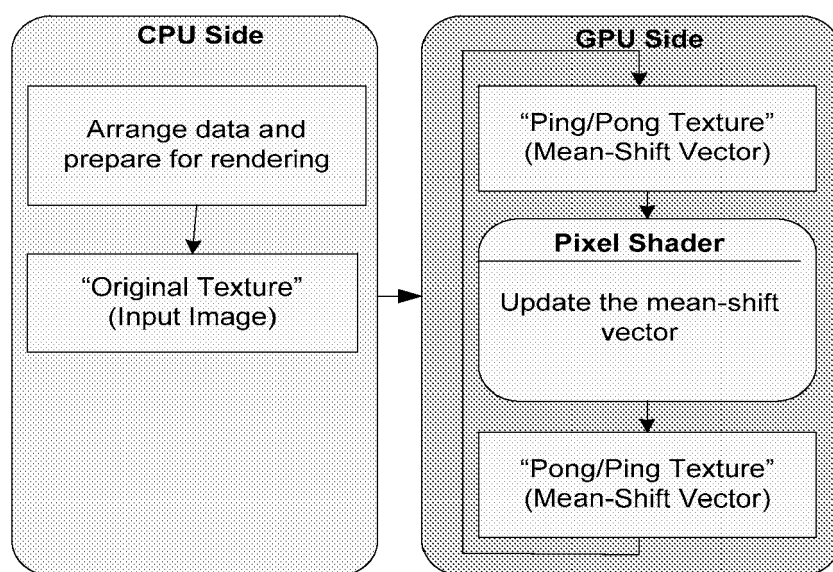 CPU Side
Arrange data and
prepare for rendering
“Original Texture”
(Input Image)
GPU Side
“Ping/Pong Texture”
(Mean-Shift Vector)
Pixel Shader
Update the mean-shift
vector
“Pong/Ping Texture”
(Mean-Shift Vector)